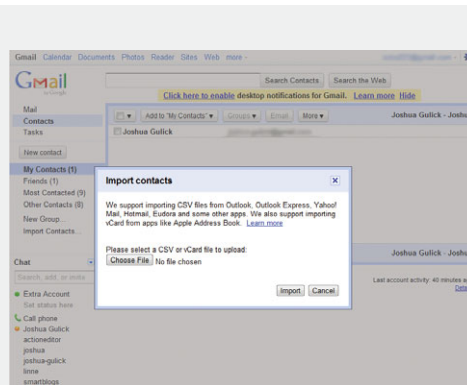 Gmail Calendar Documents Photos Reader Sites Web more
Gmail
by Google
Search Contacts Search the Web
Click here to enable desktop notifications for Gmail. Learn more Hide
Mail
Contacts
Tasks
Add to "My Contacts" Groups Email More
Joshua Gulick - Joshu
Joshua Gulick
New contact
My Contacts (1)
Friends (1)
Most Contacted (9)
Other Contacts (8)
New Group...
Import Contacts...
Import contacts
We support importing CSV files from Outlook, Outlook Express, Yahoo!
Mail, Hotmail, Eudora and some other apps. We also support importing
vCard from apps like Apple Address Book. Learn more
Please select a CSV or vCard file to upload:
Choose File No file chosen
Import Cancel
Joshua Gulick - Joshu
Last account activity: 40 minutes a
Deta
Chat
Search, add, or invite
Extra Account
Set status here
Call phone
Joshua Gulick
actioneditor
joshua
joshua-gulick
linne
smartblogs